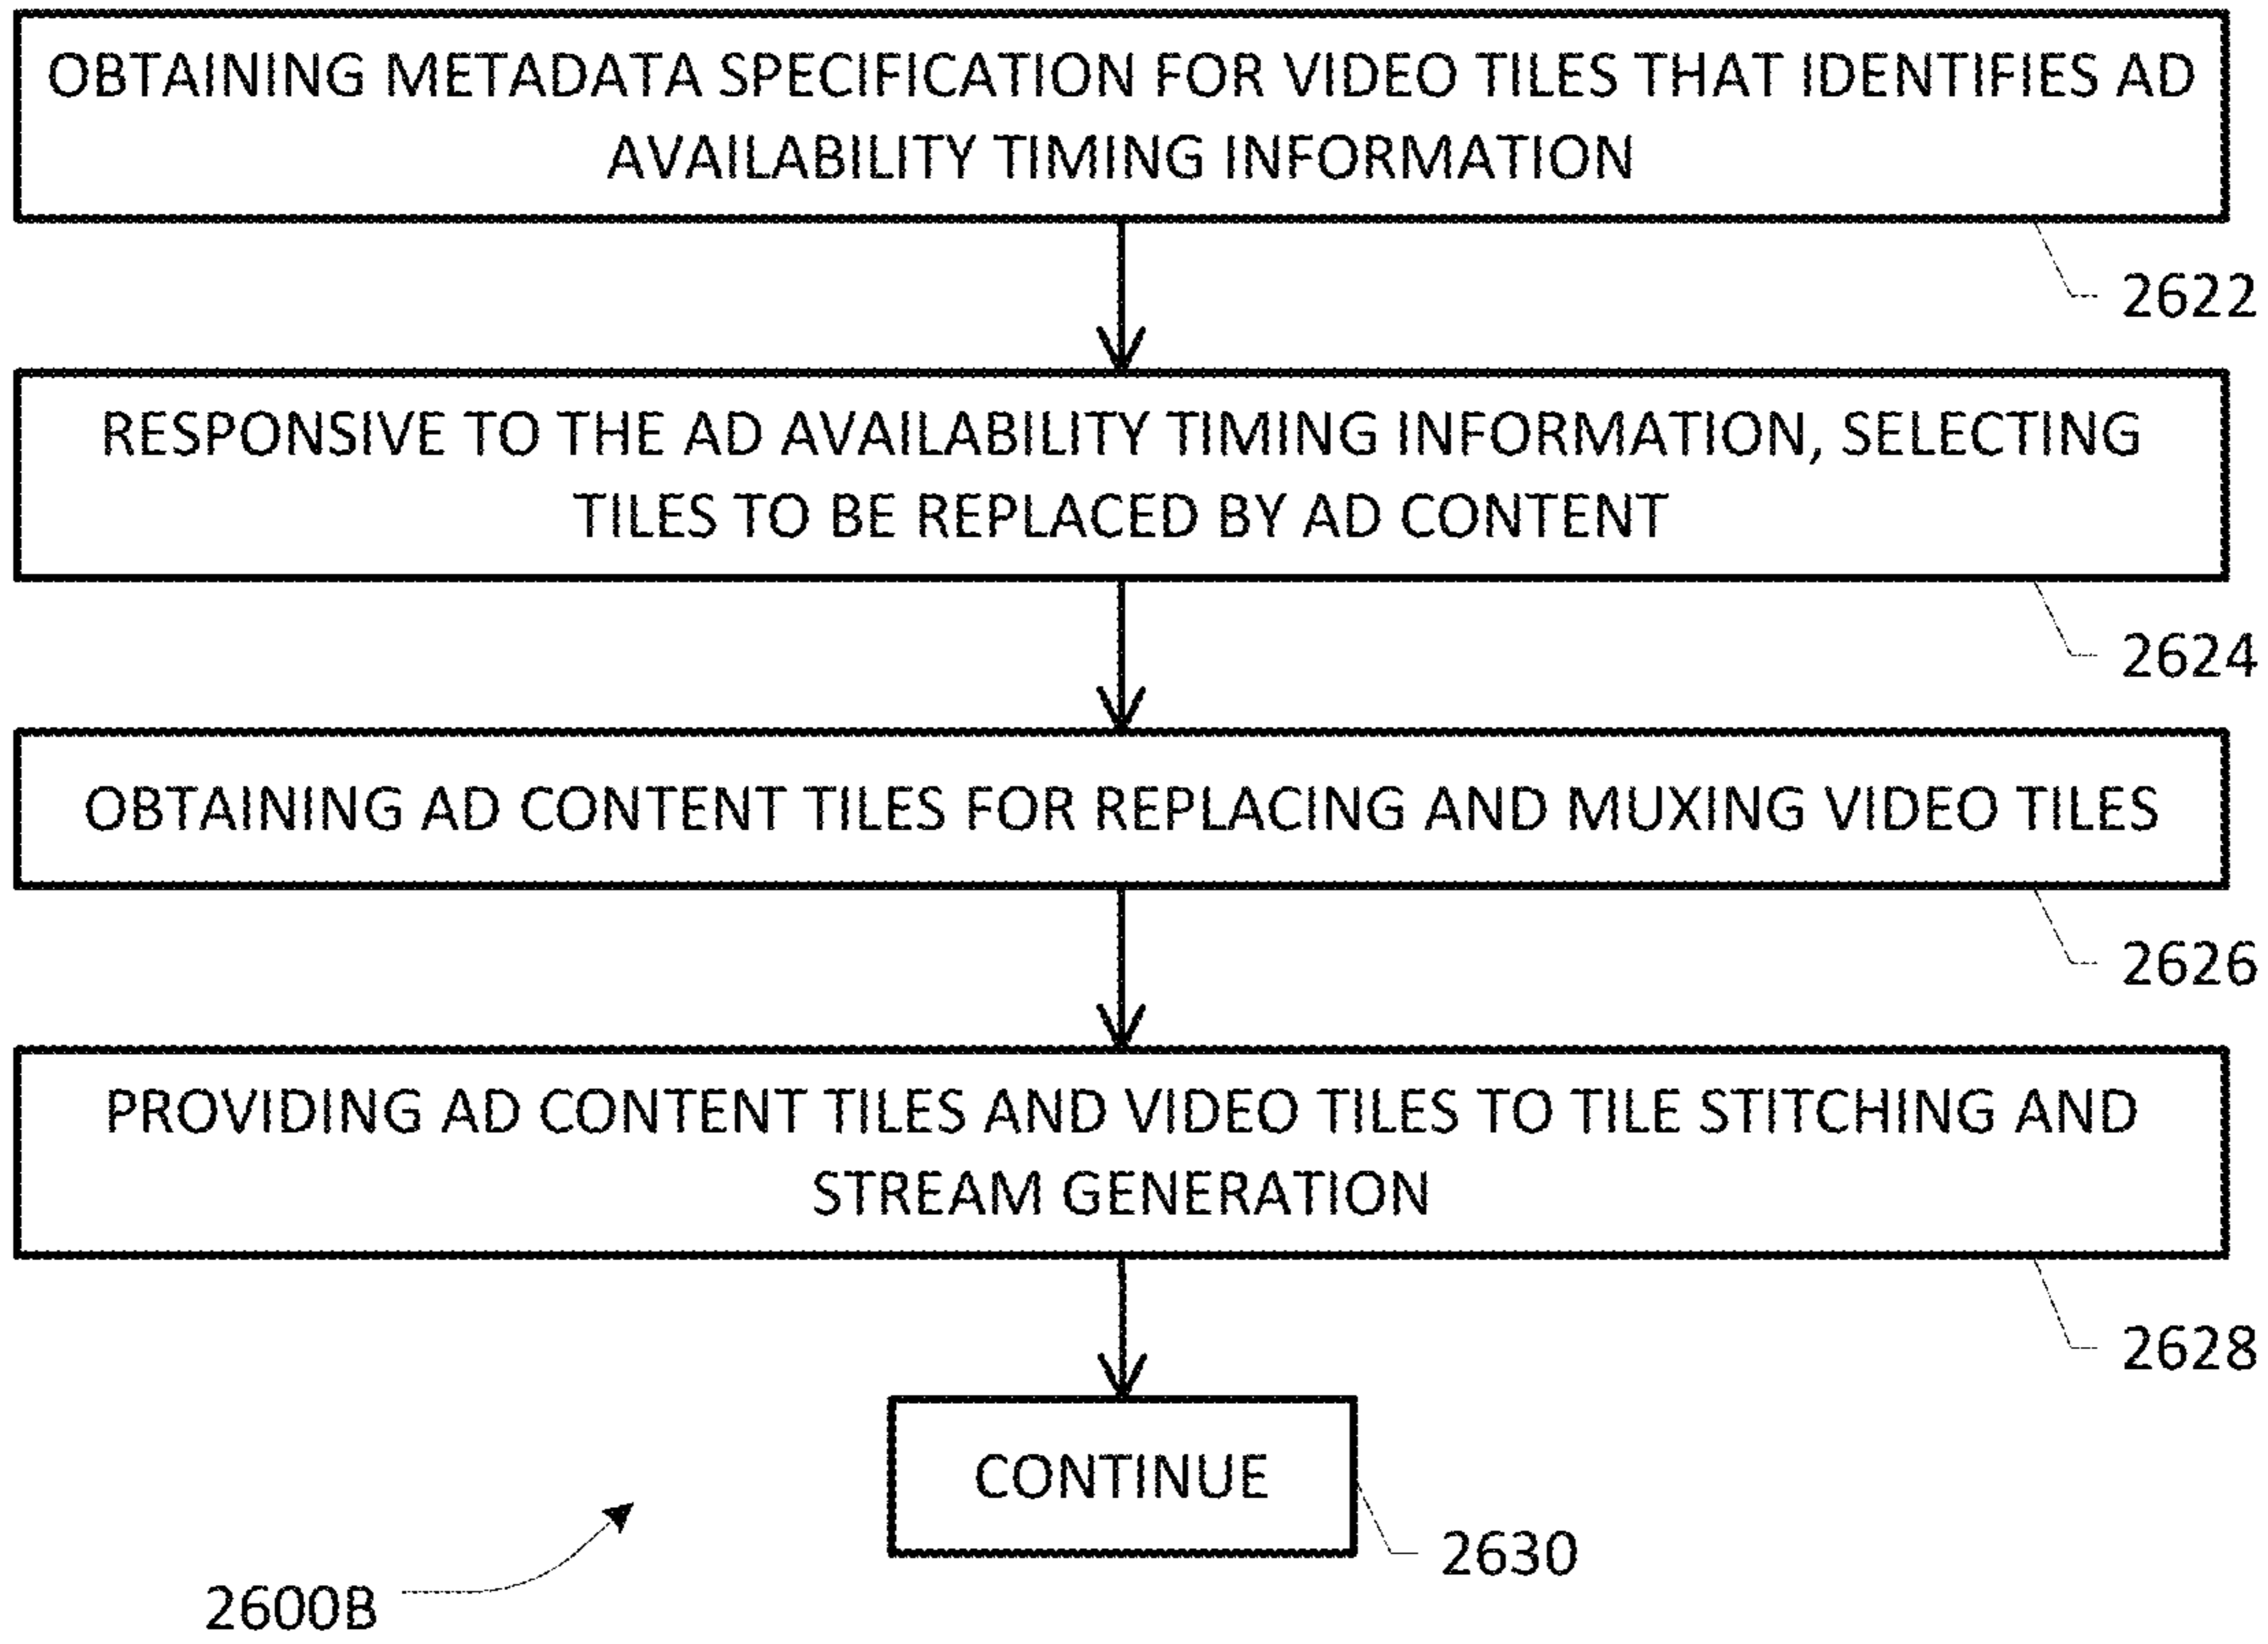 OBTAINING METADATA SPECIFICATION FOR VIDEO TILES THAT IDENTIFIES AD
AVAILABILITY TIMING INFORMATION
2622
RESPONSIVE TO THE AD AVAILABILITY TIMING INFORMATION, SELECTING
TILES TO BE REPLACED BY AD CONTENT
2624
OBTAINING AD CONTENT TILES FOR REPLACING AND MUXING VIDEO TILES
2626
PROVIDING AD CONTENT TILES AND VIDEO TILES TO TILE STITCHING AND
STREAM GENERATION
2628
CONTINUE
2630
2600B